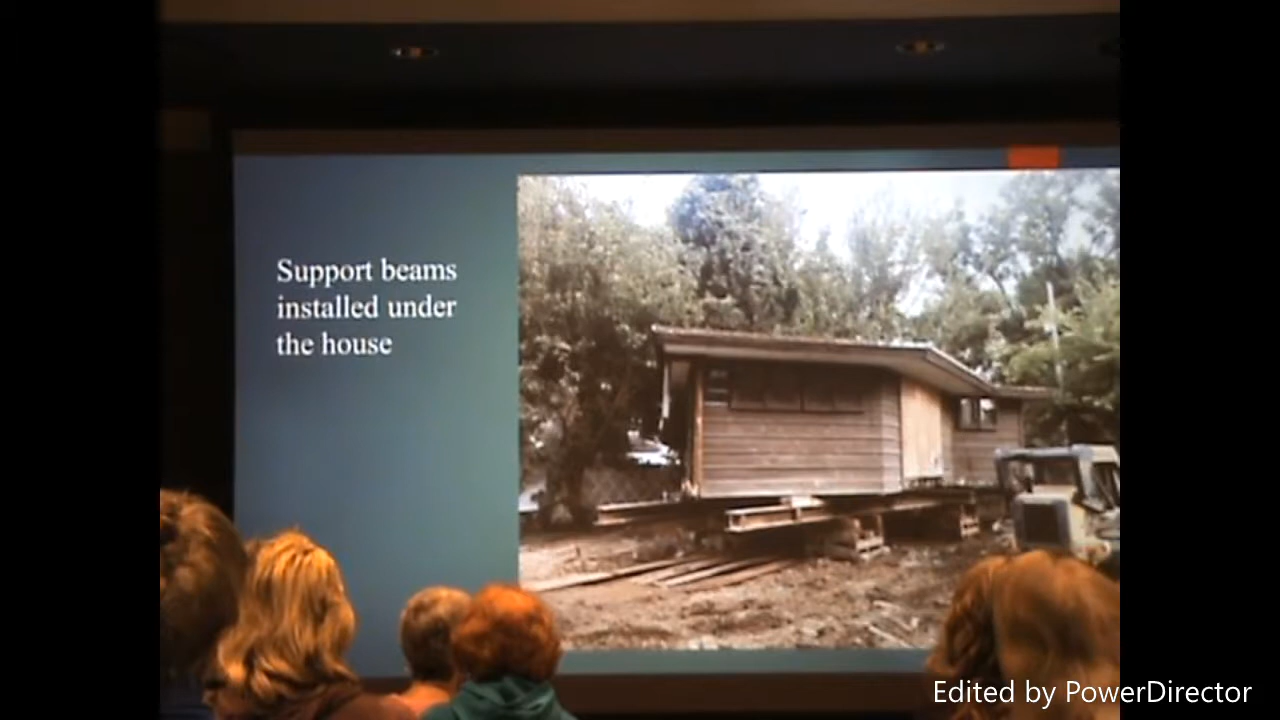 Support beams
installed under
the house
Edited by PowerDirector